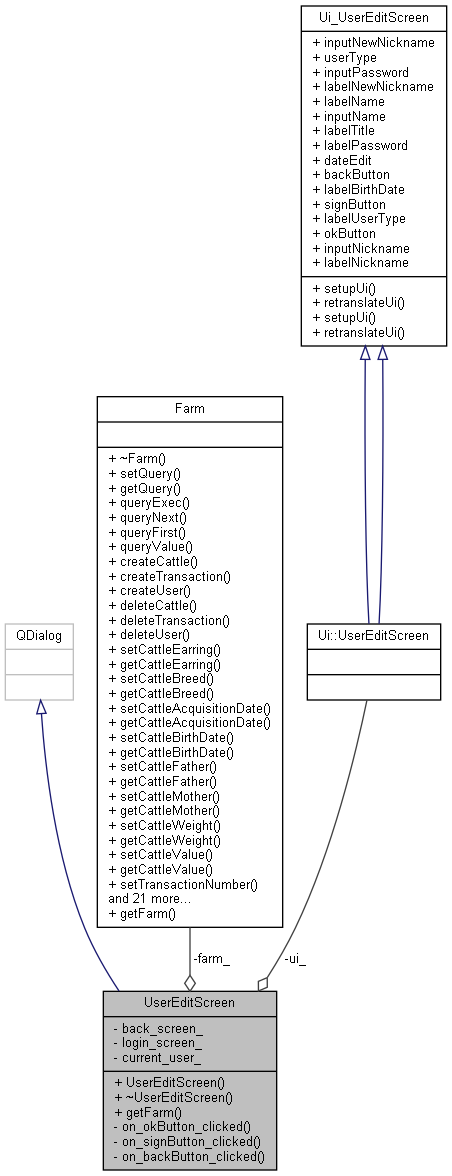 Ui_UserEditScreen
+ inputNewNickname
+ userType
+ inputPassword
+ labelNewNickname
+ labelName
+ inputName
+ labelTitle
+ labelPassword
+ dateEdit
+ backButton
+ labelBirthDate
+ signButton
+ labelUserType
+ okButton
+ inputNickname
+ labelNickname
+ setupUi()
+ retranslateUi()
+ setupUi()
+ retranslateUi()
Farm
+ ~Farm()
+ setQuery()
+ getQuery()
+ queryExec()
+ queryNext()
+ queryFirst()
+ queryValue()
+ createCattle()
+ createTransaction()
+ createUser()
+ deleteCattle()
+ deleteTransaction()
+ deleteUser()
+ setCattleEarring()
+ getCattleEarring()
+ setCattleBreed()
+ getCattleBreed()
+ setCattleAcquisitionDate()
+ getCattleAcquisitionDate()
+ setCattleBirthDate()
+ getCattleBirthDate()
+ setCattleFather()
+ getCattleFather()
+ setCattleMother()
+ getCattleMother()
+ setCattleWeight()
+ getCattleWeight()
+ setCattleValue()
+ getCattleValue()
+ setTransactionNumber()
and 21 more...
+ getFarm()
QDialog
Ui::UserEditScreen
-farm_
-ui_
UserEditScreen
- back_screen_
- login_screen_
- current_user_
+ UserEditScreen()
+ ~UserEditScreen()
+ getFarm()
- on_okButton_clicked()
- on_signButton_clicked()
- on_backButton_clicked()